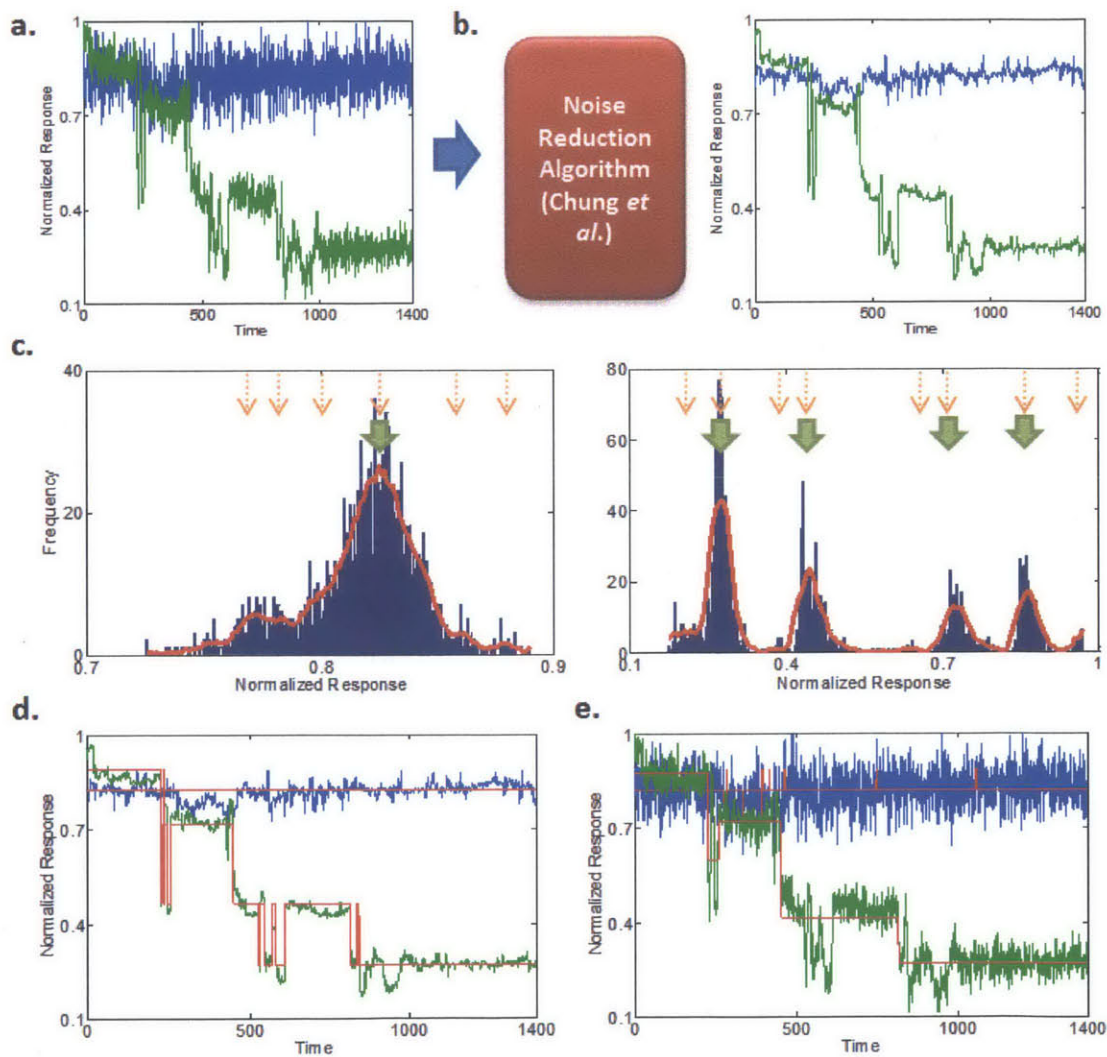 a.
b.
Normalized Response
1
0.7
0.4
0.1
0
500
1000
1400
Time
Noise
Reduction
Algorithm
(Chung et
al.)
Normalized Response
1
0.7
0.4
0.1
0
500
1000
1400
Time
c.
Frequency
40
20
0
0.7
0.8
0.9
Normalized Response
80
60
40
20
0
0.1
0.4
0.7
1
Normalized Response
d.
e.
Normalized Response
1
0.7
0.4
0.1
0
500
1000
1400
Time
Normalized Response
1
0.7
0.4
0.1
0
500
1000
1400
Time